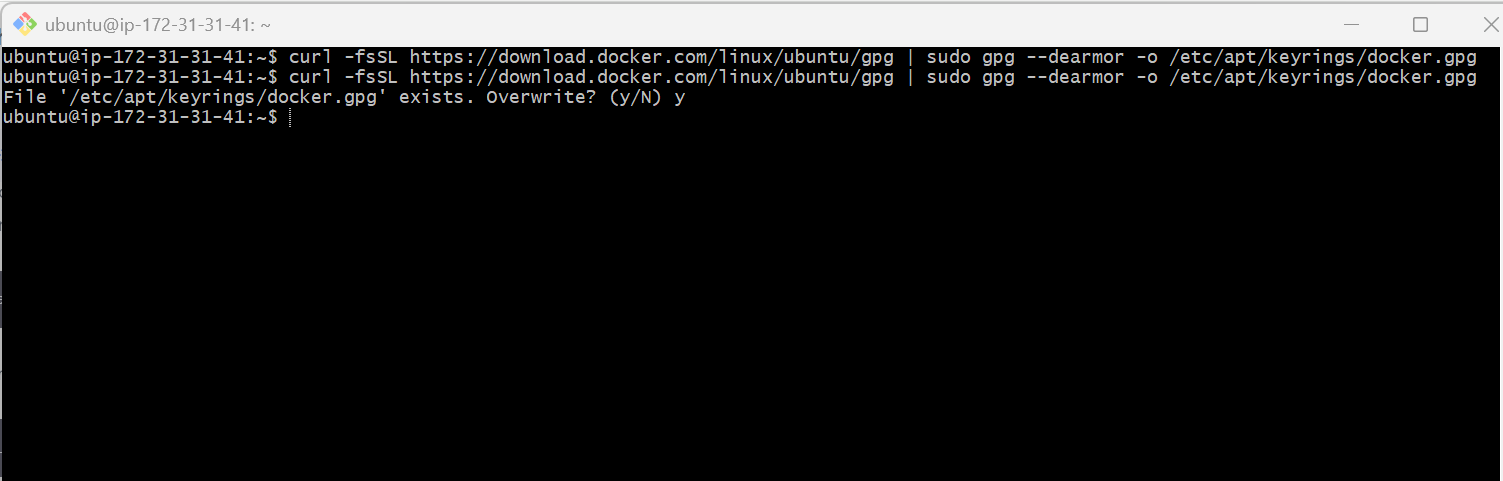 ubuntu@ip-172-31-31-41: ~
ubuntu@ip-172-31-31-41:~$ curl -fsSL https://download.docker.com/linux/ubuntu/gpg | sudo gpg --dearmor -o /etc/apt/keyrings/docker.gpg
ubuntu@ip-172-31-31-41:~$ curl -fsSL https://download.docker.com/linux/ubuntu/gpg | sudo gpg --dearmor -o /etc/apt/keyrings/docker.gpg
File '/etc/apt/keyrings/docker.gpg' exists. Overwrite? (y/N) y
ubuntu@ip-172-31-31-41:~$